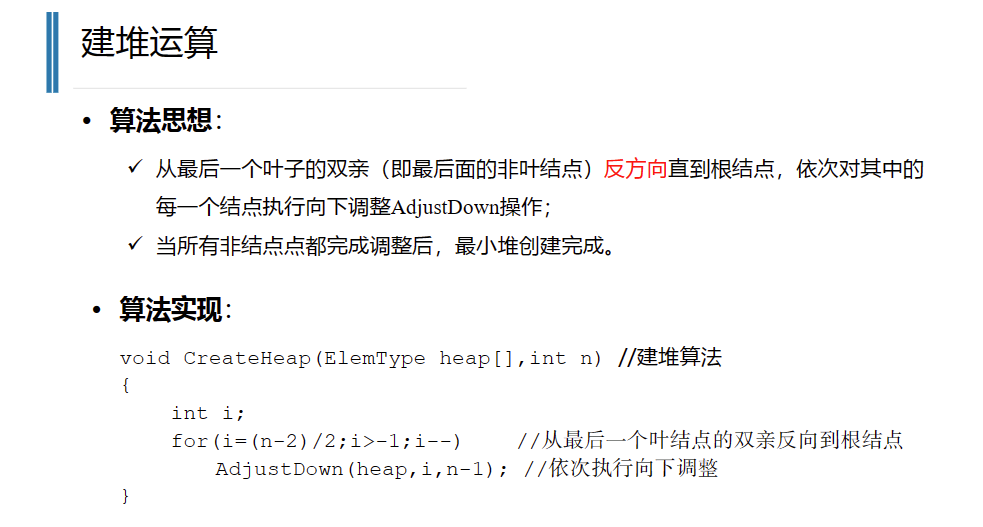 建堆运算
• 算法思想：
✓ 从最后一个叶子的双亲（即最后面的非叶结点）反方向直到根结点，依次对其中的
每一个结点执行向下调整AdjustDown操作；
✓ 当所有非结点点都完成调整后，最小堆创建完成。
• 算法实现：
void CreateHeap(ElemType heap[],int n) //建堆算法
{
int i;
for(i=(n-2)/2;i>-1;i--) //从最后一个叶结点的双亲反向到根结点
AdjustDown(heap,i,n-1); //依次执行向下调整
}